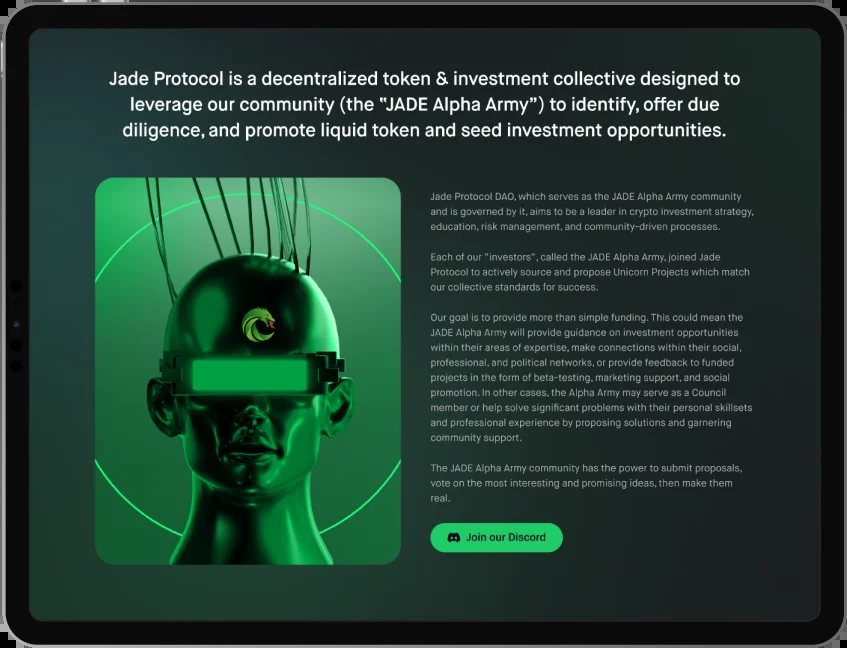 Jade Protocol is a decentralized token & investment collective designed to
leverage our community (the “JADE Alpha Army”) to identify, offer due
diligence, and promote liquid token and seed investment opportunities.
Jade Protocol DAO, which serves as the JADE Alpha Army community
and is governed by it, aims to be a leader in crypto investment strategy,
education, risk management, and community-driven processes.
Each of our "investors", called the JADE Alpha Army, joined Jade
Protocol to actively source and propose Unicorn Projects which match
our collective standards for success.
Our goal is to provide more than simple funding. This could mean the
JADE Alpha Army will provide guidance on investment opportunities
within their areas of expertise, make connections within their social,
professional, and political networks, or provide feedback to funded
projects in the form of beta-testing, marketing support, and social
promotion. In other cases, the Alpha Army may serve as a Council
member or help solve significant problems with their personal skillsets
and professional experience by proposing solutions and garnering
community support.
The JADE Alpha Army community has the power to submit proposals,
vote on the most interesting and promising ideas, then make them
real.
Join our Discord